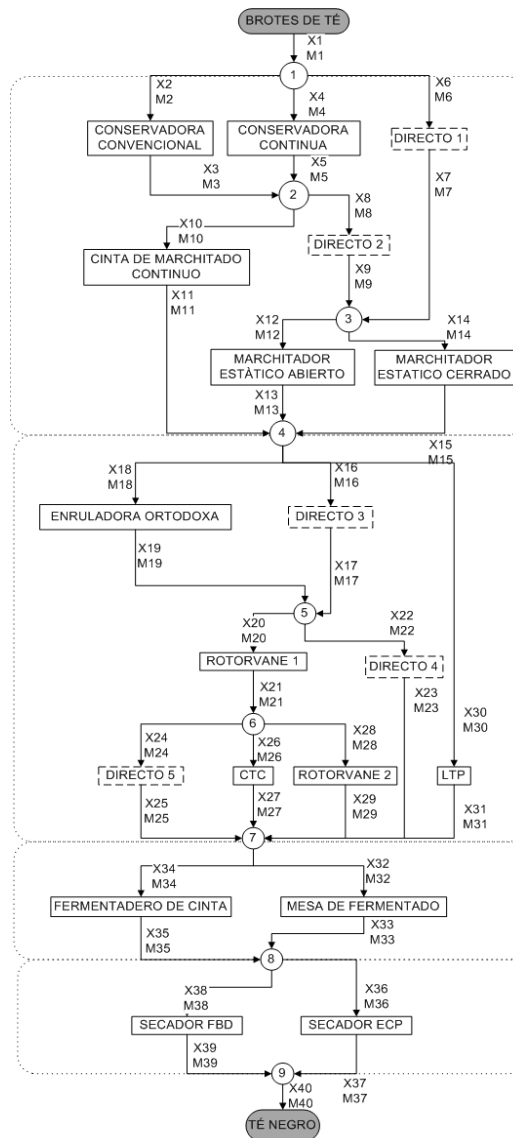 BROTES DE TÉ
X1
M1
1
X2
M2
X4
M4
X6
M6
CONSERVADORA
CONVENCIONAL
CONSERVADORA
CONTINUA
DIRECTO 1
X3
M3
X5
M5
X7
M7
2
X8
M8
X10
M10
DIRECTO 2
CINTA DE MARCHITADO
CONTINUO
X9
M9
X11
M11
3
X12
M12
X14
M14
MARCHITADOR
ESTÀTICO ABIERTO
MARCHITADOR
ESTATICO CERRADO
X13
M13
4
X15
M15
X18
M18
X16
M16
ENRULADORA ORTODOXA
DIRECTO 3
X19
M19
X17
M17
5
X20
M20
X22
M22
ROTORVANE 1
DIRECTO 4
X21
M21
X23
M23
6
X24
M24
X26
M26
X28
M28
X30
M30
DIRECTO 5
CTC
ROTORVANE 2
LTP
X25
M25
X27
M27
X29
M29
X31
M31
7
X34
M34
X32
M32
FERMENTADERO DE CINTA
MESA DE FERMENTADO
X35
M35
X33
M33
8
X38
M38
X36
M36
SECADOR FBD
SECADOR ECP
X39
M39
9
X37
M37
X40
M40
TÉ NEGRO